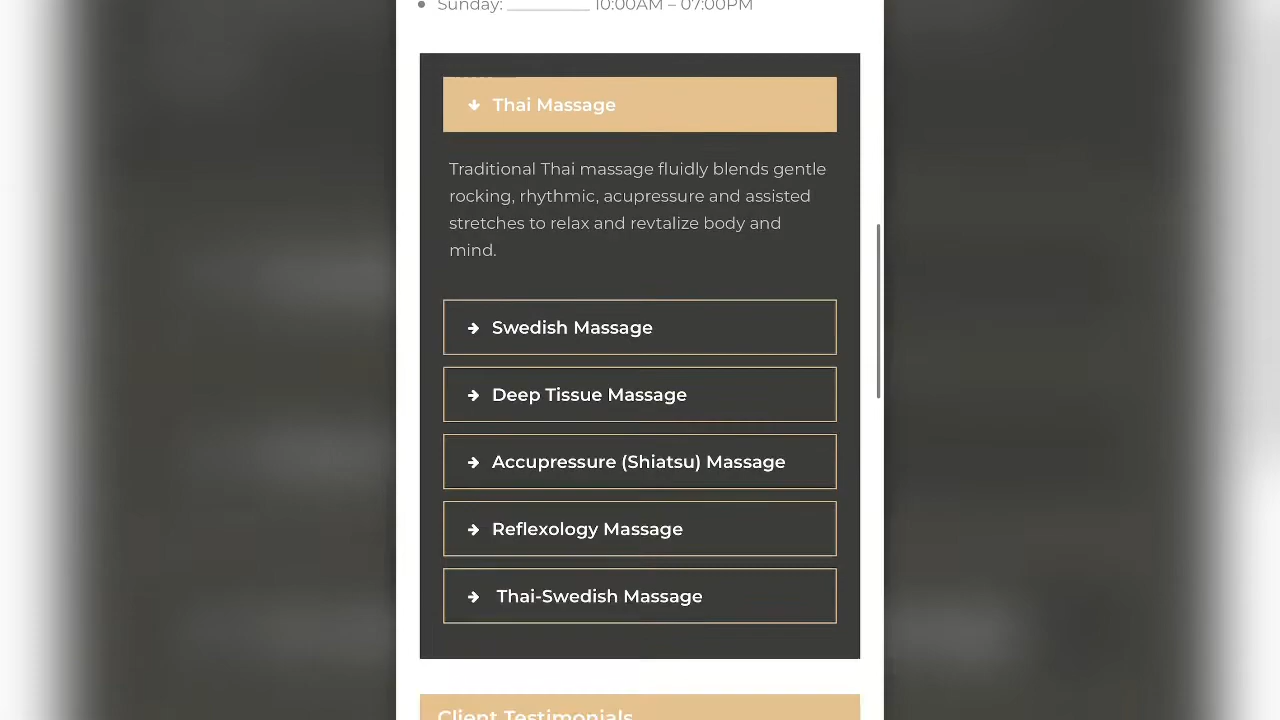 Sunday: __________ 10:00AM – 07:00PM
Thai Massage
Traditional Thai massage fluidly blends gentle
rocking, rhythmic, acupressure and assisted
stretches to relax and revtalize body and
mind.
Swedish Massage
Deep Tissue Massage
Accupressure (Shiatsu) Massage
Reflexology Massage
Thai-Swedish Massage
Client Testimonials